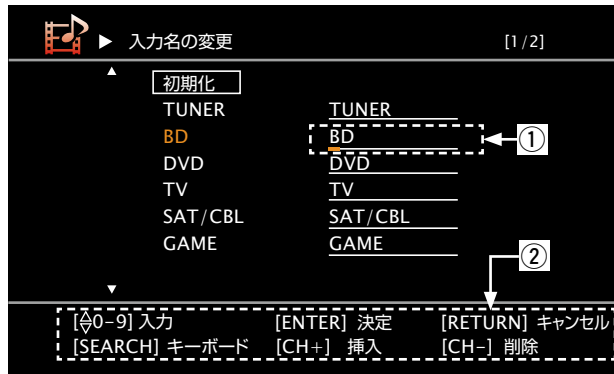 ▶ 入力名の変更 [1/2]
▲
初期化
TUNER TUNER
BD BD ①
DVD DVD
TV TV
SAT/CBL SAT/CBL
GAME GAME
②
▼
[△▽0-9] 入力 [ENTER] 決定 [RETURN] キャンセル
[SEARCH] キーボード [CH+] 挿入 [CH-] 削除